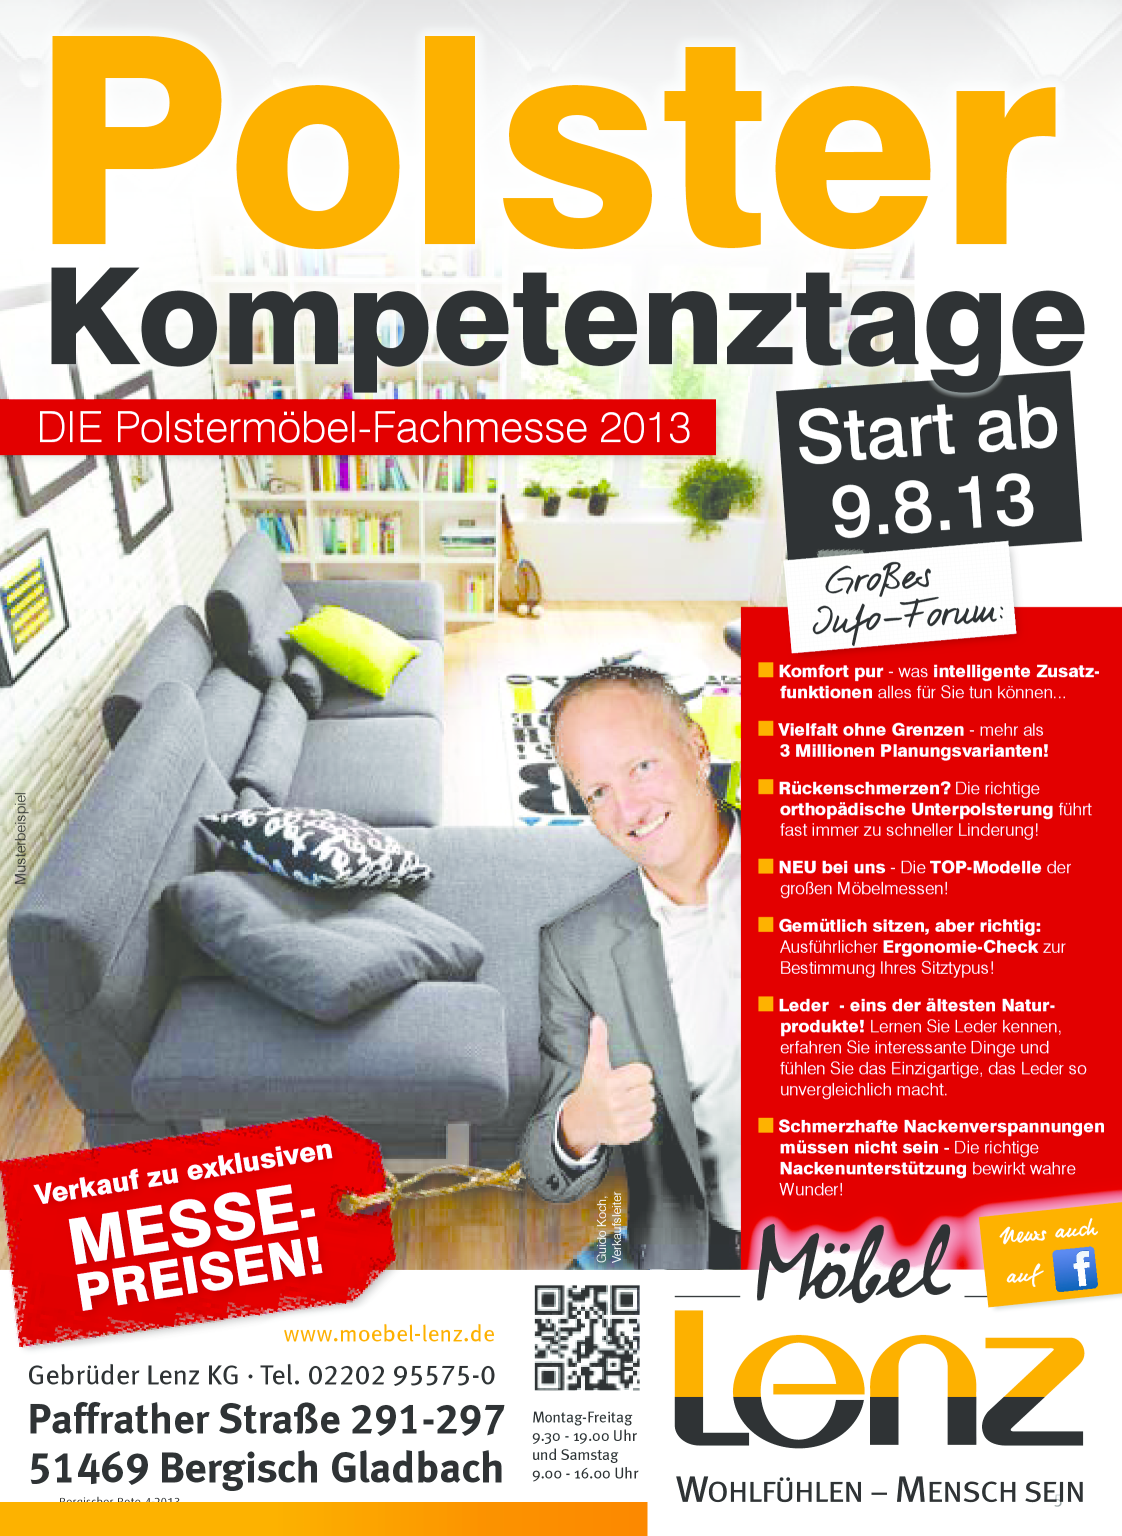 Polster
Kompetenztage
DIE Polstermöbel-Fachmesse 2013
Start ab
9.8.13
Großes
Info-Forum:
Komfort pur - was intelligente Zusatz-
funktionen alles für Sie tun können...
Vielfalt ohne Grenzen - mehr als
3 Millionen Planungsvarianten!
Rückenschmerzen? Die richtige
orthopädische Unterpolsterung führt
fast immer zu schneller Linderung!
NEU bei uns - Die TOP-Modelle der
großen Möbelmessen!
Gemütlich sitzen, aber richtig:
Ausführlicher Ergonomie-Check zur
Bestimmung Ihres Sitztypus!
Leder - eins der ältesten Natur-
produkte! Lernen Sie Leder kennen,
erfahren Sie interessante Dinge und
fühlen Sie das Einzigartige, das Leder so
unvergleichlich macht.
Schmerzhafte Nackenverspannungen
müssen nicht sein - Die richtige
Nackenunterstützung bewirkt wahre
Wunder!
Musterbeispiel
Guido Koch,
Verkaufsleiter
Verkauf zu exklusiven
MESSE-
PREISEN!
www.moebel-lenz.de
Gebrüder Lenz KG · Tel. 02202 95575-0
Paffrather Straße 291-297
51469 Bergisch Gladbach
Montag-Freitag
9.30 - 19.00 Uhr
und Samstag
9.00 - 16.00 Uhr
News auch
auf f
Möbel
Lenz
WOHLFÜHLEN – MENSCH SEIN
Bergischer Bote 4.2013